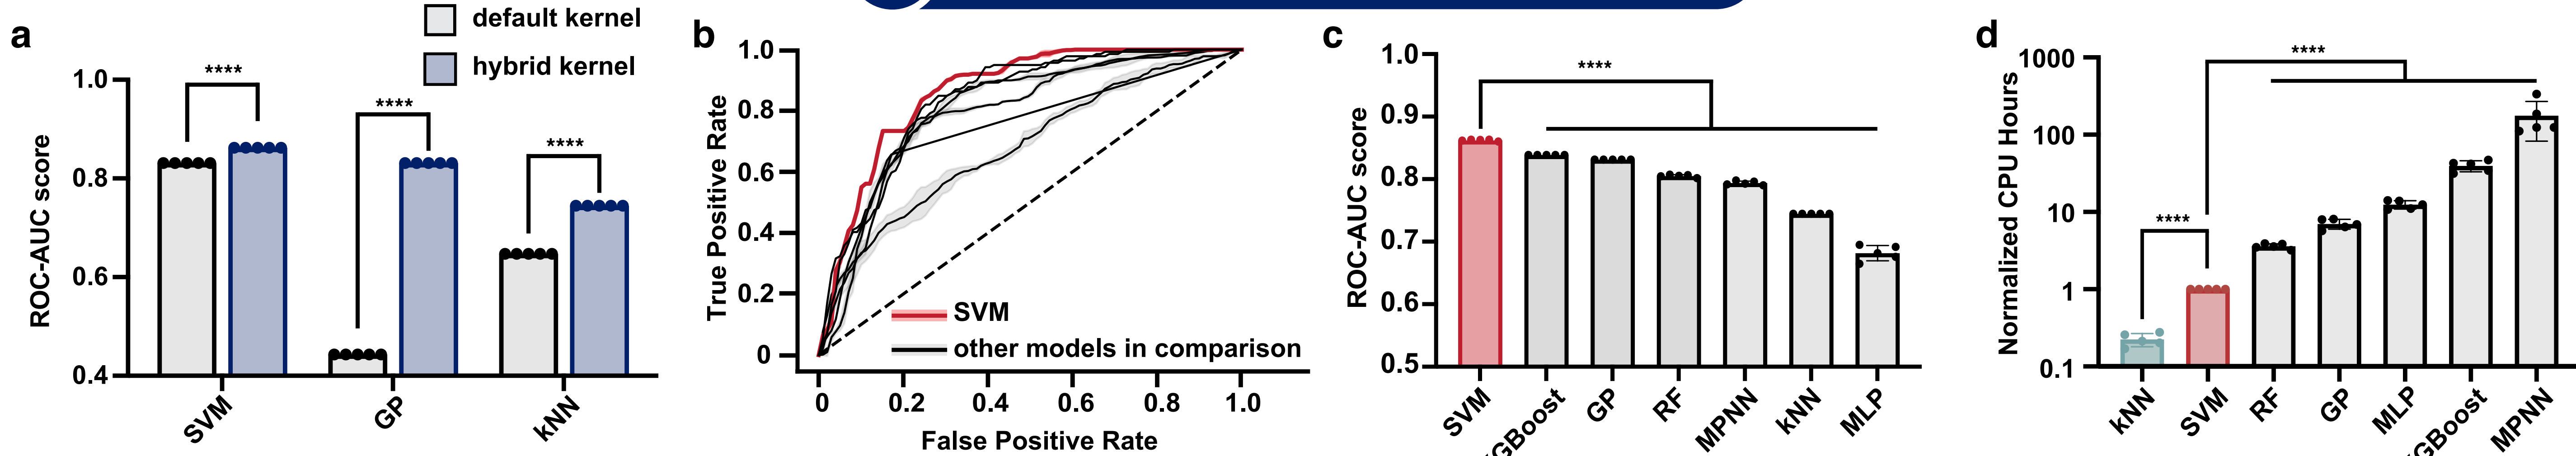 a
default kernel
hybrid kernel
ROC-AUC score
1.0
0.8
0.6
0.4
****
****
****
SVM
GP
kNN
b
True Positive Rate
1.0
0.8
0.6
0.4
0.2
0
SVM
other models in comparison
0
0.2
0.4
0.6
0.8
1.0
False Positive Rate
c
ROC-AUC score
1.0
0.9
0.8
0.7
0.6
0.5
****
SVM
GBoost
GP
RF
MPNN
kNN
MLP
d
Normalized CPU Hours
1000
100
10
1
0.1
****
****
kNN
SVM
RF
GP
MLP
GBoost
MPNN